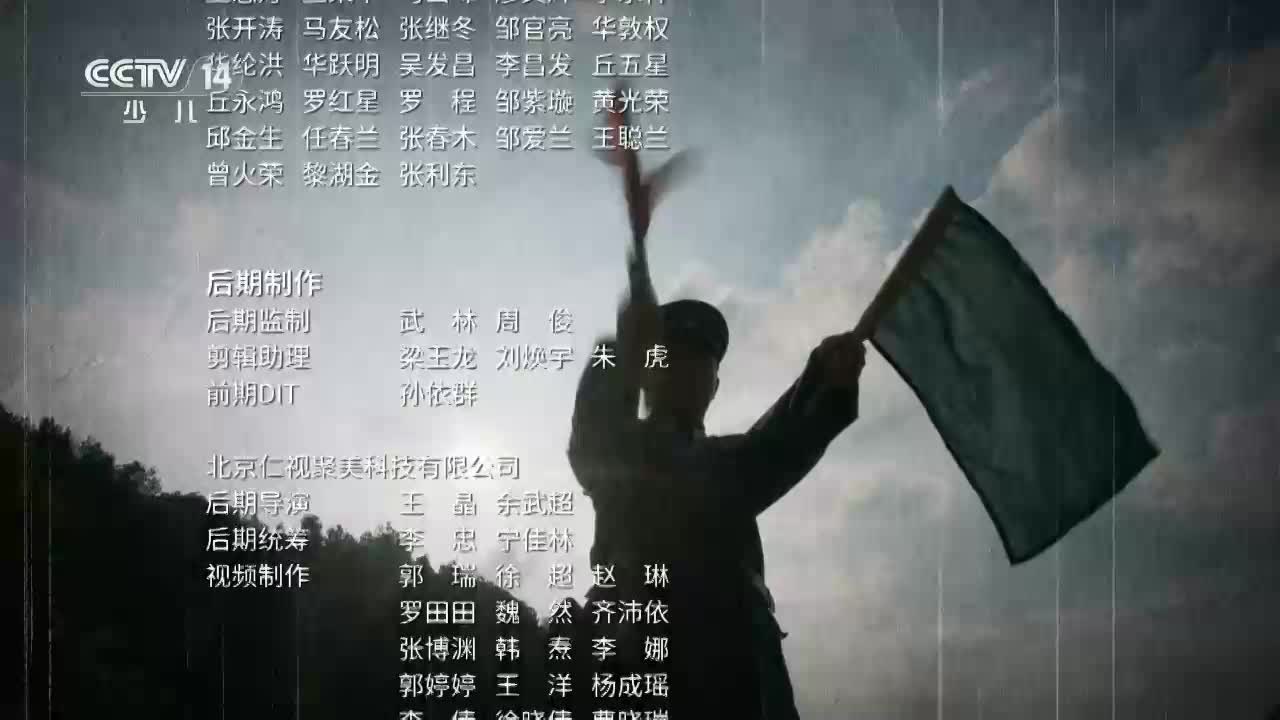 张开涛 马友松 张继冬 邹官亮 华敦权
华纶洪 华跃明 吴发昌 李昌发 丘五星
CCTV 14
少儿
丘永鸿 罗红星 罗 程 邹紫璇 黄光荣
邱金生 任春兰 张春木 邹爱兰 王聪兰
曾火荣 黎湖金 张利东
后期制作
后期监制 武 林 周 俊
剪辑助理 梁玉龙 刘焕宇 朱 虎
前期DIT 孙依群
北京仁视聚美科技有限公司
后期导演 王 晶 余武超
后期统筹 李 忠 宁佳林
视频制作 郭 瑞 徐 超 赵 琳
罗田田 魏 然 齐沛依
张博渊 韩 焘 李 娜
郭婷婷 王 洋 杨成瑶